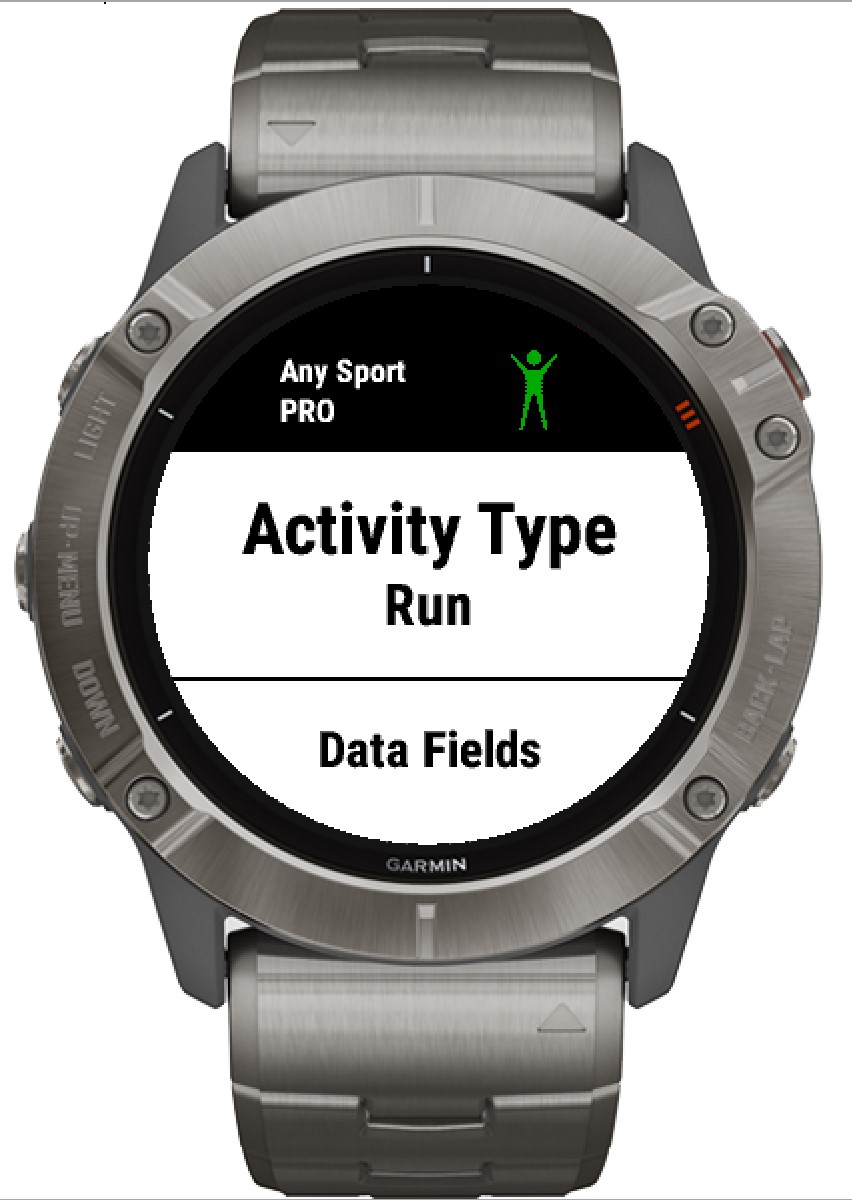 Any Sport
PRO
Activity Type
Run
Data Fields
LIGHT
UP·MENU
DOWN
BACK·LAP
GARMIN